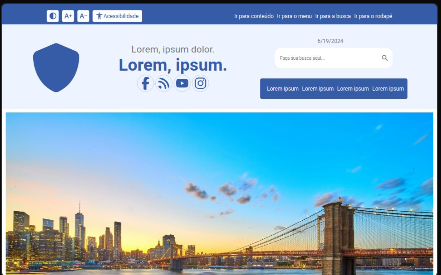 A+ A- Acessibilidade Ir para conteúdo Ir para o menu Ir para a busca Ir para o rodapé
Lorem, ipsum dolor.
Lorem, ipsum.
5/19/2024
Faça sua busca aqui...
Lorem Ipsum Lorem Ipsum Lorem Ipsum Lorem Ipsum